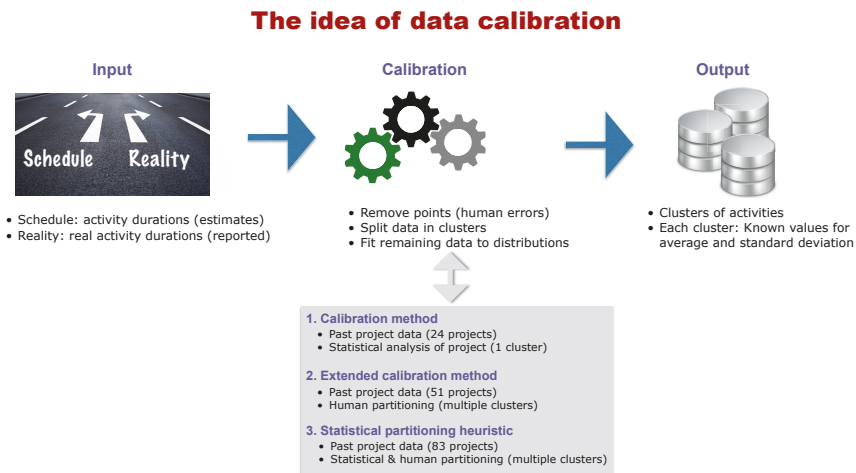 The idea of data calibration
Input
Schedule
Reality
• Schedule: activity durations (estimates)
• Reality: real activity durations (reported)
Calibration
• Remove points (human errors)
• Split data in clusters
• Fit remaining data to distributions
Output
• Clusters of activities
• Each cluster: Known values for
average and standard deviation
1. Calibration method
• Past project data (24 projects)
• Statistical analysis of project (1 cluster)
2. Extended calibration method
• Past project data (51 projects)
• Human partitioning (multiple clusters)
3. Statistical partitioning heuristic
• Past project data (83 projects)
• Statistical & human partitioning (multiple clusters)